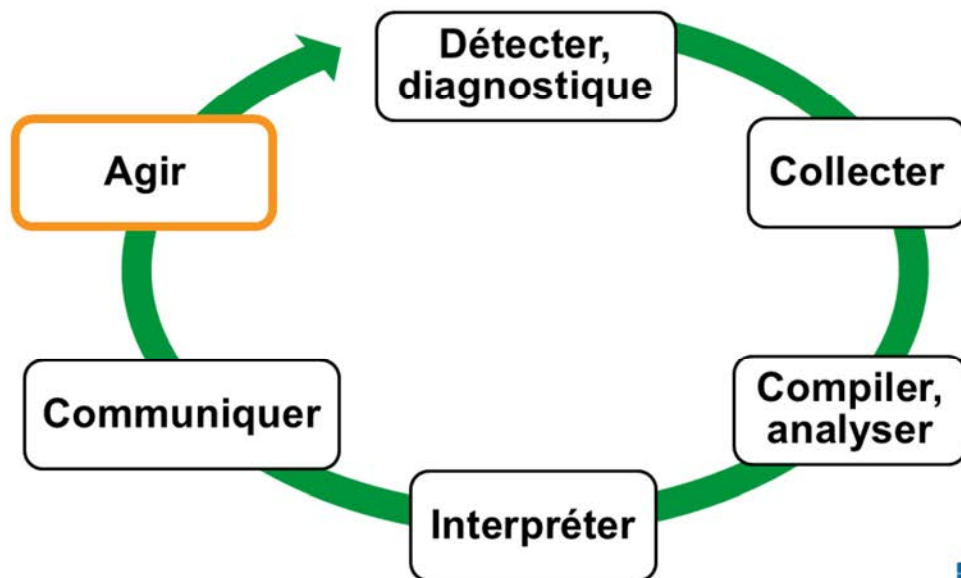 Détecter,
diagnostique
Collecter
Compiler,
analyser
Interpréter
Communiquer
Agir